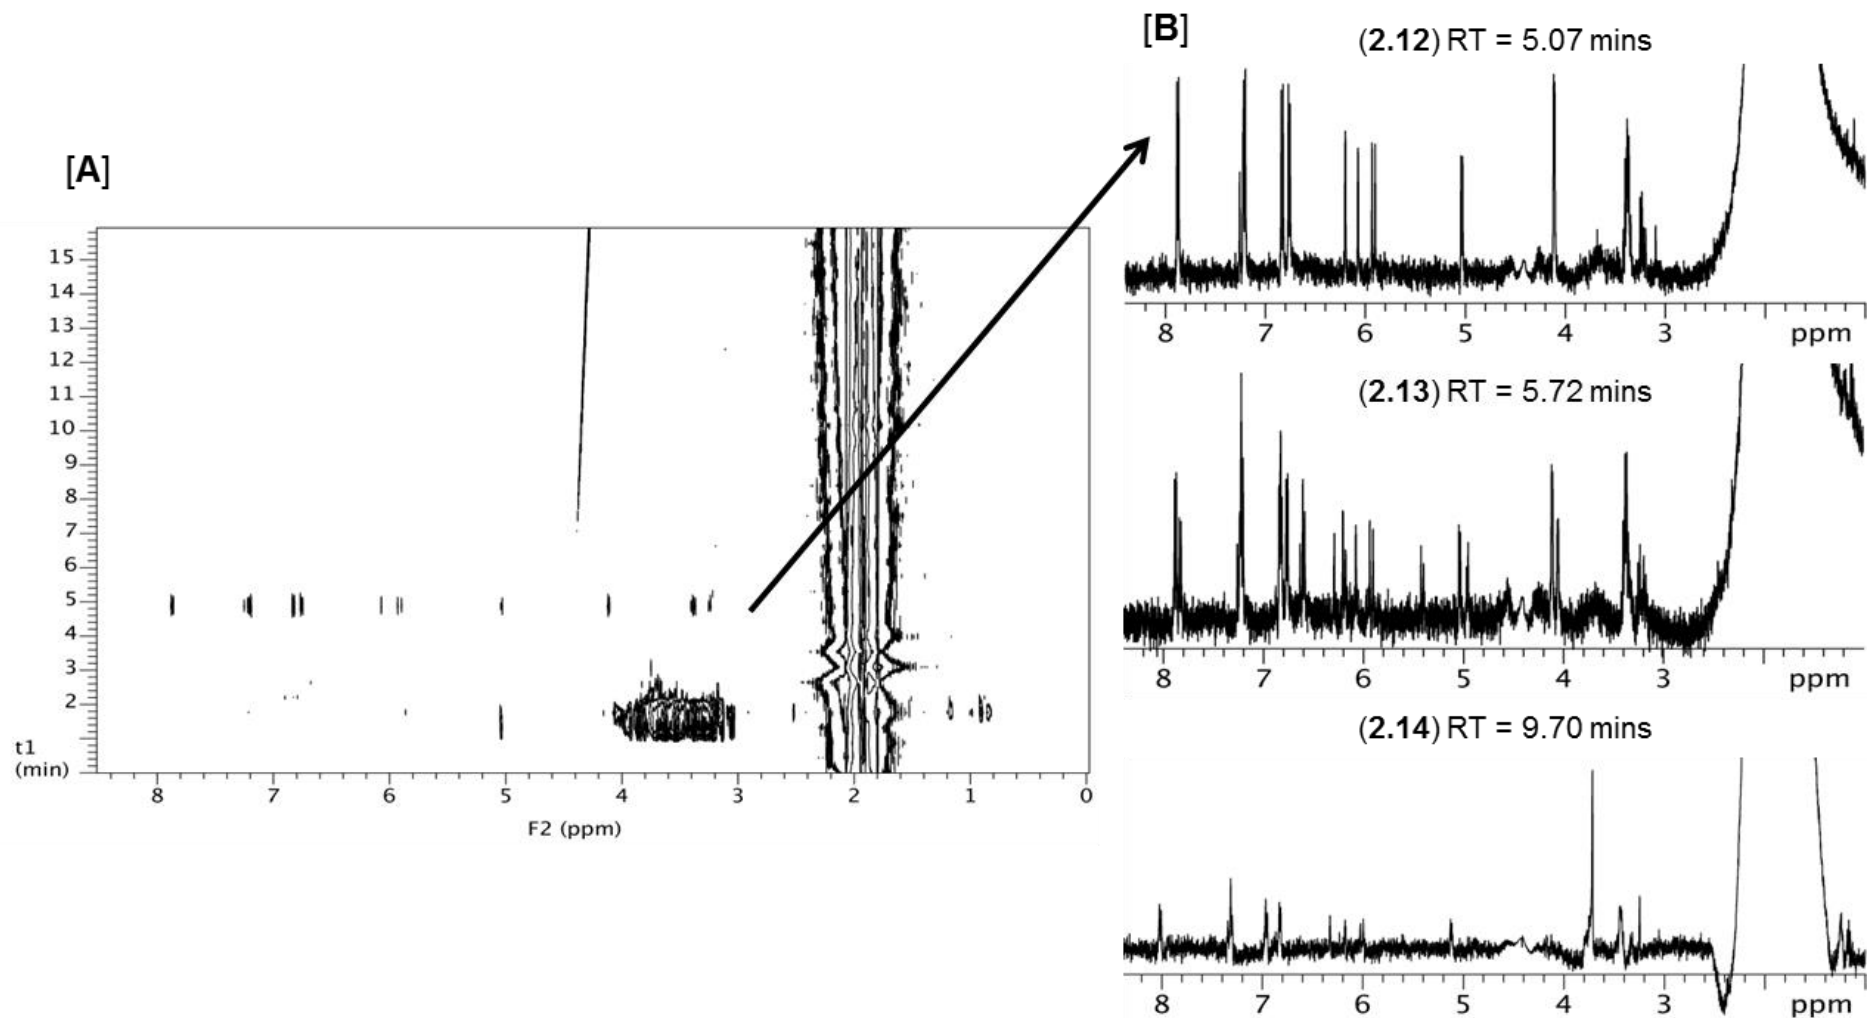 [A]
15
14
13
12
11
10
9
8
7
6
5
4
3
2
t1
(min)
8 7 6 5 4 3 2 1 0
F2 (ppm)
[B]
(2.12) RT = 5.07 mins
8 7 6 5 4 3 ppm
(2.13) RT = 5.72 mins
8 7 6 5 4 3 ppm
(2.14) RT = 9.70 mins
8 7 6 5 4 3 ppm